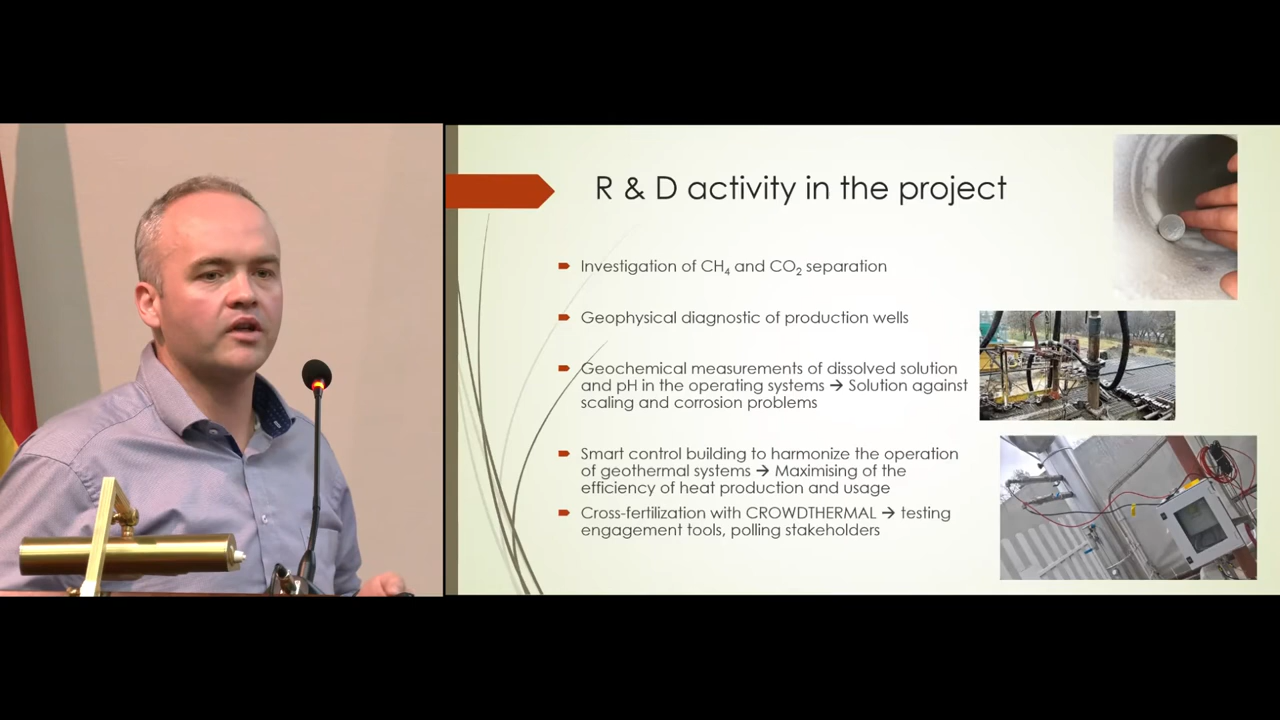 R & D activity in the project
Investigation of CH₄ and CO₂ separation
Geophysical diagnostic of production wells
Geochemical measurements of dissolved solution
and pH in the operating systems → Solution against
scaling and corrosion problems
Smart control building to harmonize the operation
of geothermal systems → Maximising of the
efficiency of heat production and usage
Cross-fertilization with CROWDTHERMAL → testing
engagement tools, polling stakeholders